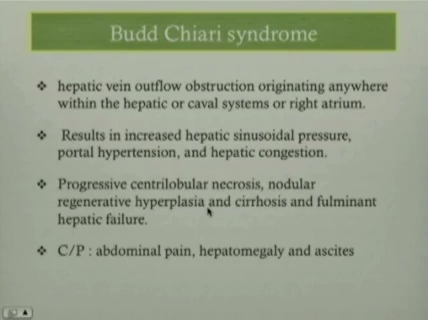 Budd Chiari syndrome
hepatic vein outflow obstruction originating anywhere
within the hepatic or caval systems or right atrium.
Results in increased hepatic sinusoidal pressure,
portal hypertension, and hepatic congestion.
Progressive centrilobular necrosis, nodular
regenerative hyperplasia and cirrhosis and fulminant
hepatic failure.
C/P : abdominal pain, hepatomegaly and ascites